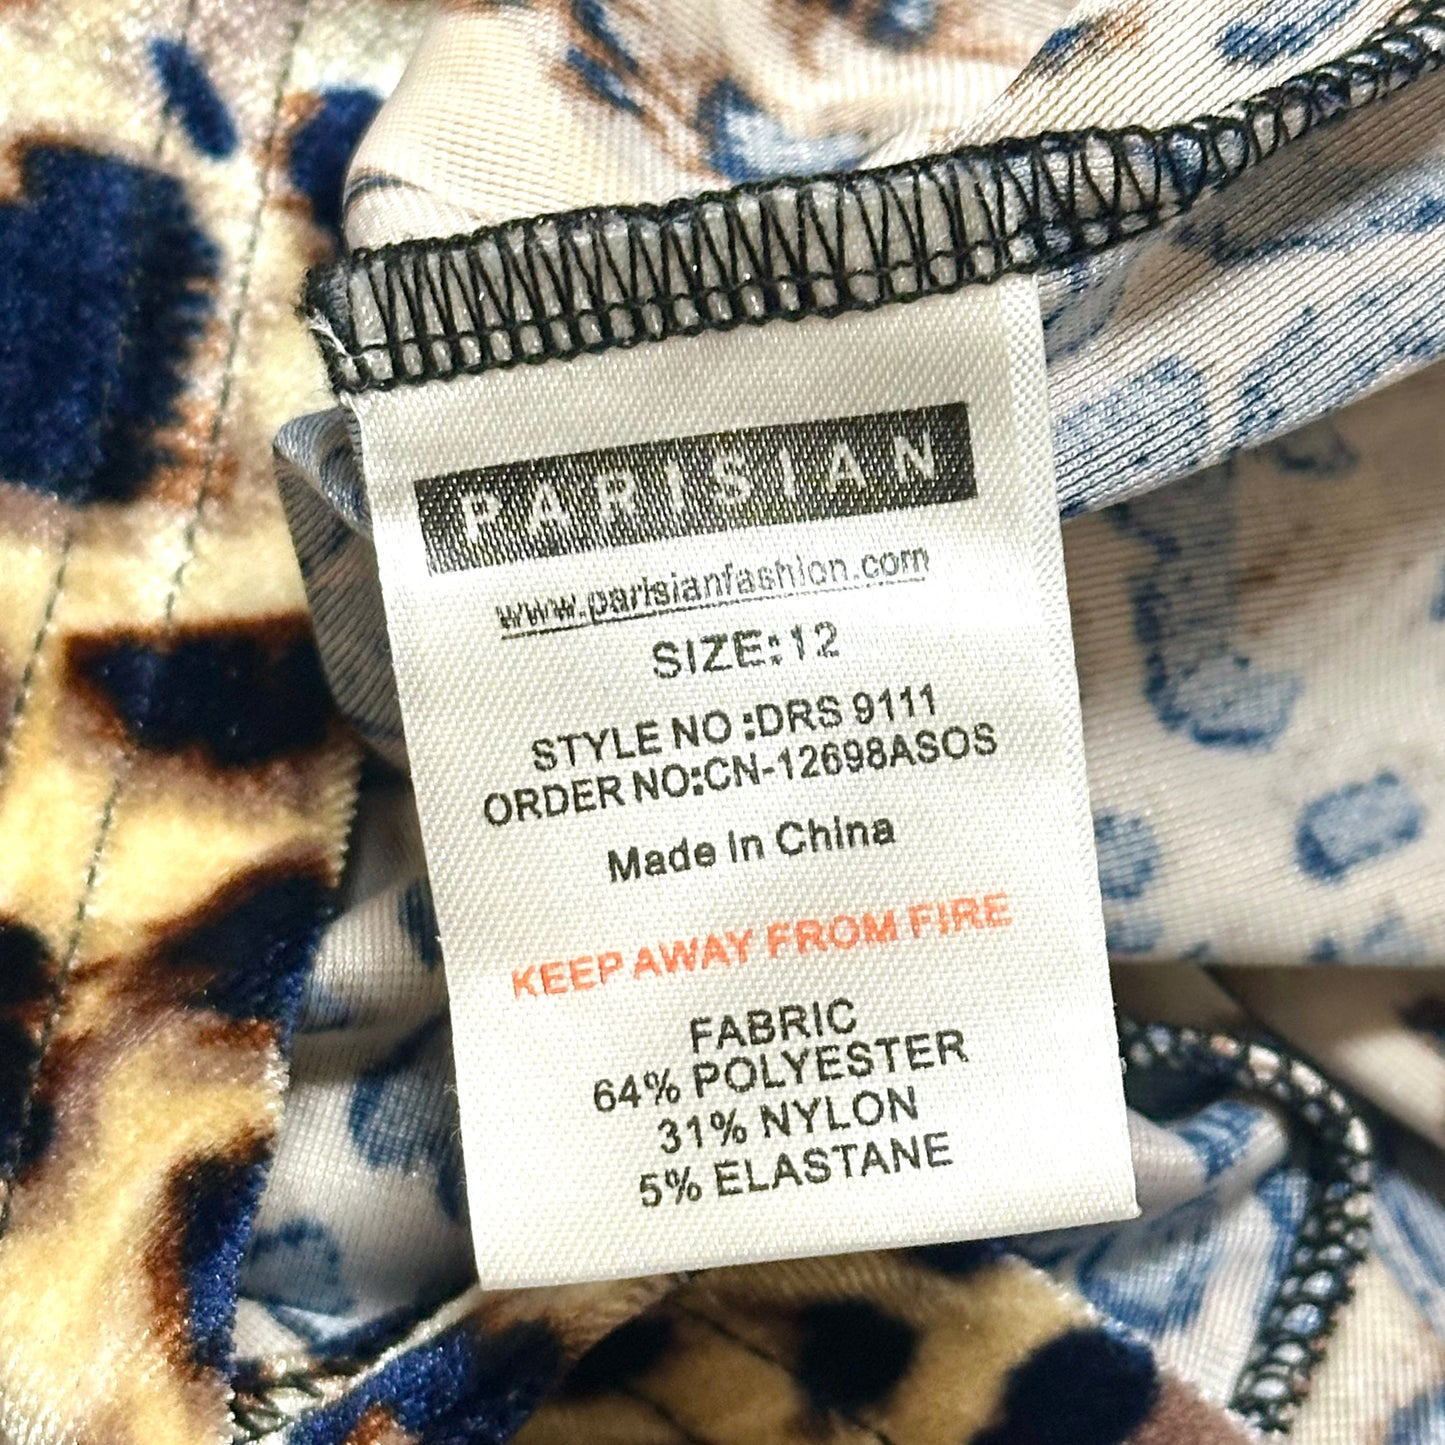 PARISIAN
www.parisianfashion.com
SIZE:12
STYLE NO :DRS 9111
ORDER NO:CN-12698ASOS
Made In China
KEEP AWAY FROM FIRE
FABRIC
64% POLYESTER
31% NYLON
5% ELASTANE